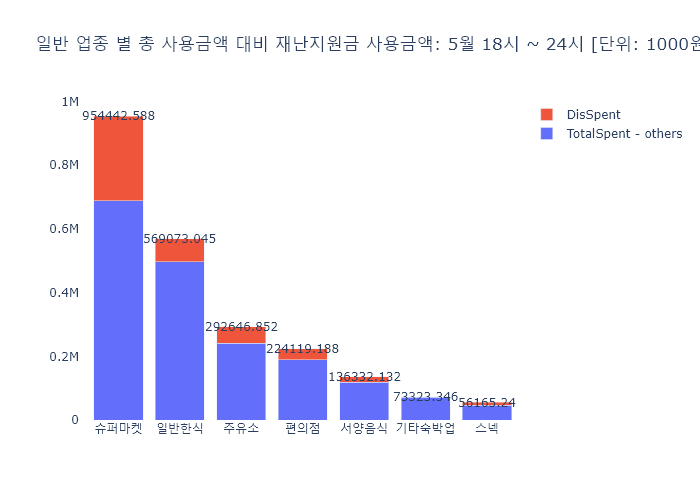 일반 업종 별 총 사용금액 대비 재난지원금 사용금액: 5월 18시 ~ 24시 [단위: 1000원
DisSpent
TotalSpent - others
1M
0.8M
0.6M
0.4M
0.2M
0
954442.588
569073.045
292646.852
224119.188
136332.132
73323.346
56165.24
슈퍼마켓
일반한식
주유소
편의점
서양음식
기타숙박업
스넥